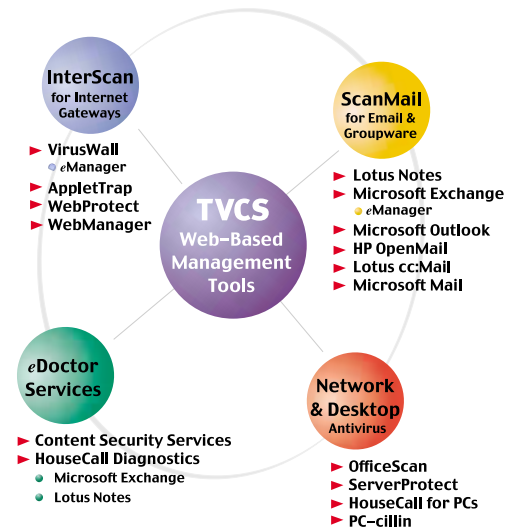 InterScan
for Internet
Gateways
VirusWall
eManager
AppletTrap
WebProtect
WebManager
ScanMail
for Email &
Groupware
Lotus Notes
Microsoft Exchange
eManager
Microsoft Outlook
HP OpenMail
Lotus cc:Mail
Microsoft Mail
TVCS
Web-Based
Management
Tools
eDoctor
Services
Content Security Services
HouseCall Diagnostics
Microsoft Exchange
Lotus Notes
Network
& Desktop
Antivirus
OfficeScan
ServerProtect
HouseCall for PCs
PC-cillin